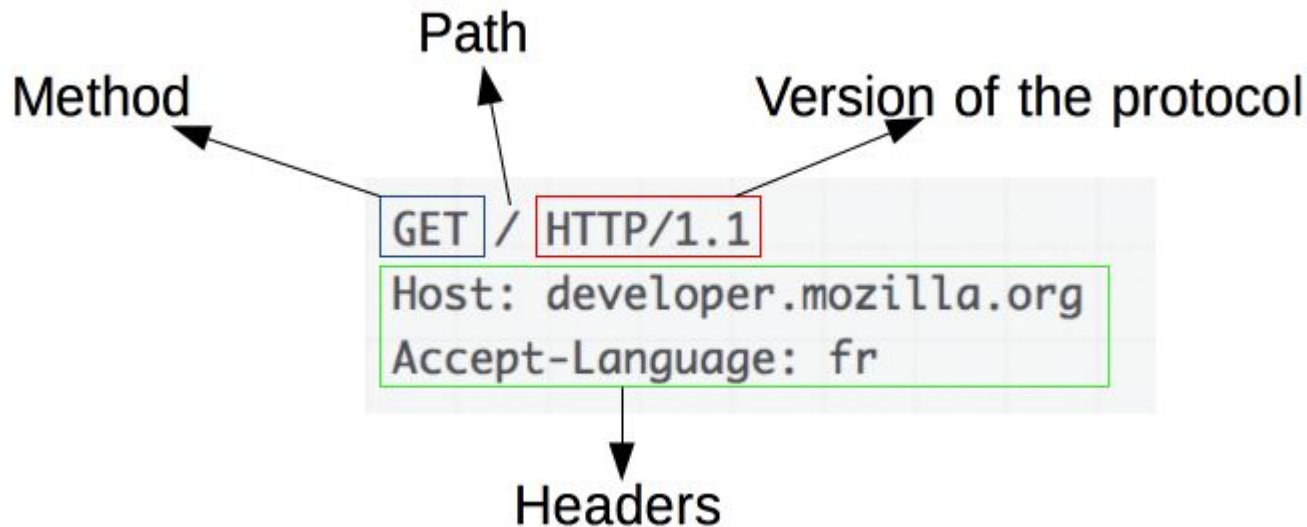 Path
Method
Version of the protocol
GET / HTTP/1.1
Host: developer.mozilla.org
Accept-Language: fr
Headers